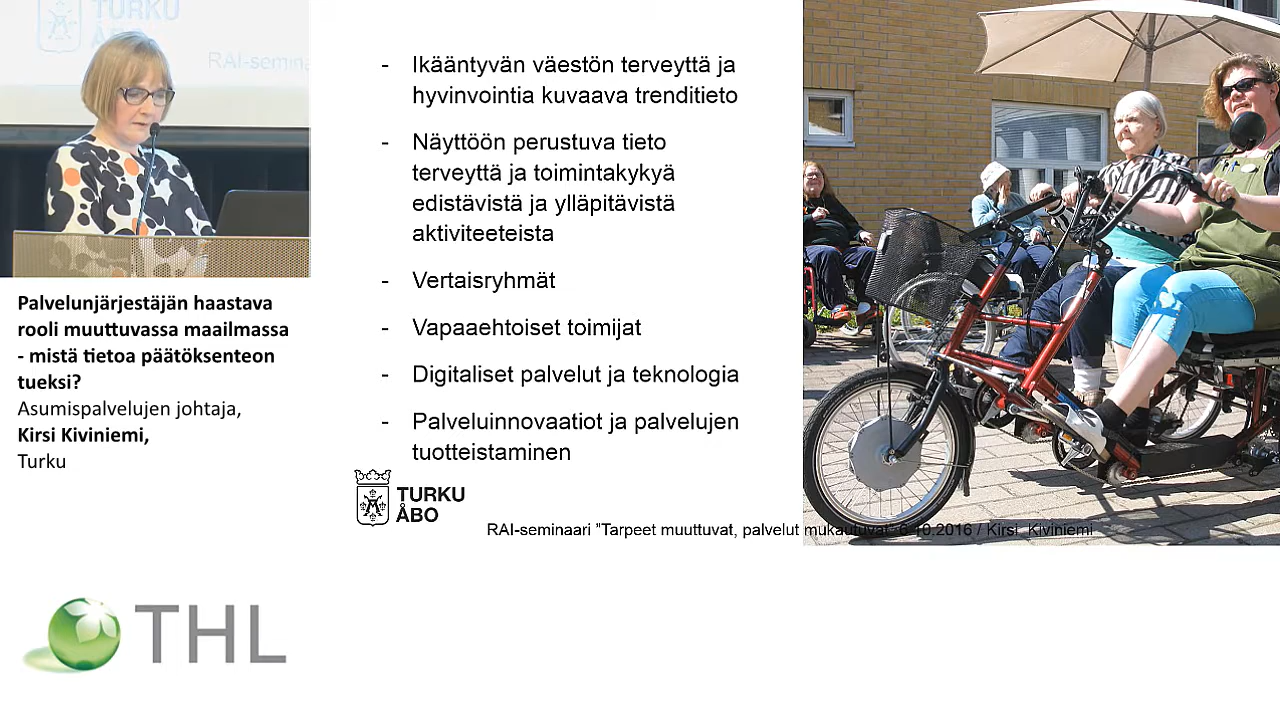 TURKU
ÅBO
RAI-semina
Palvelunjärjestäjän haastava
rooli muuttuvassa maailmassa
- mistä tietoa päätöksenteon
tueksi?
Asumispalvelujen johtaja,
Kirsi Kiviniemi,
Turku
- Ikääntyvän väestön terveyttä ja
hyvinvointia kuvaava trenditieto
- Näyttöön perustuva tieto
terveyttä ja toimintakykyä
edistävistä ja ylläpitävistä
aktiviteeteista
- Vertaisryhmät
- Vapaaehtoiset toimijat
- Digitaliset palvelut ja teknologia
- Palveluinnovaatiot ja palvelujen
tuotteistaminen
TURKU
ÅBO
RAI-seminaari ”Tarpeet muuttuvat, palvelut mukautuvat” 6.10.2016 / Kirsi Kiviniemi
THL